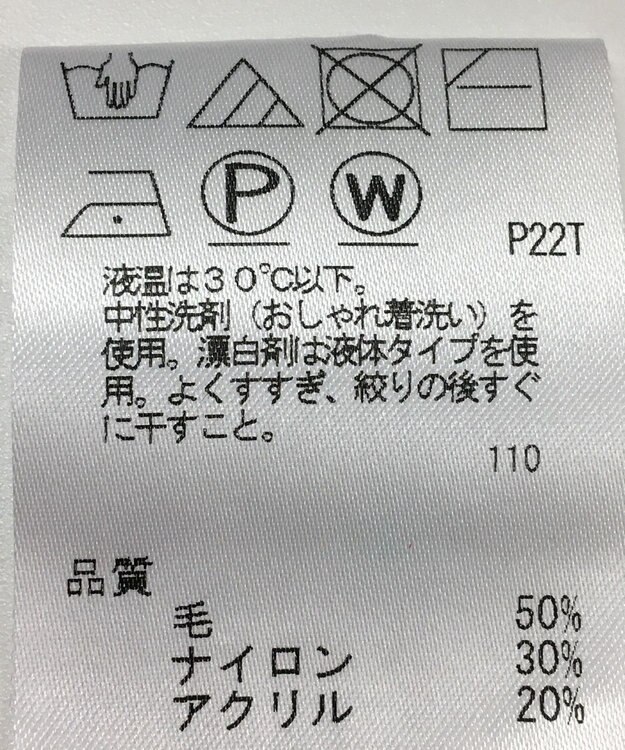 P W
P22T
液温は30℃以下。
中性洗剤（おしゃれ着洗い）を
使用。漂白剤は液体タイプを使
用。よくすすぎ、絞りの後すぐ
に干すこと。
110
品質
毛 50%
ナイロン 30%
アクリル 20%